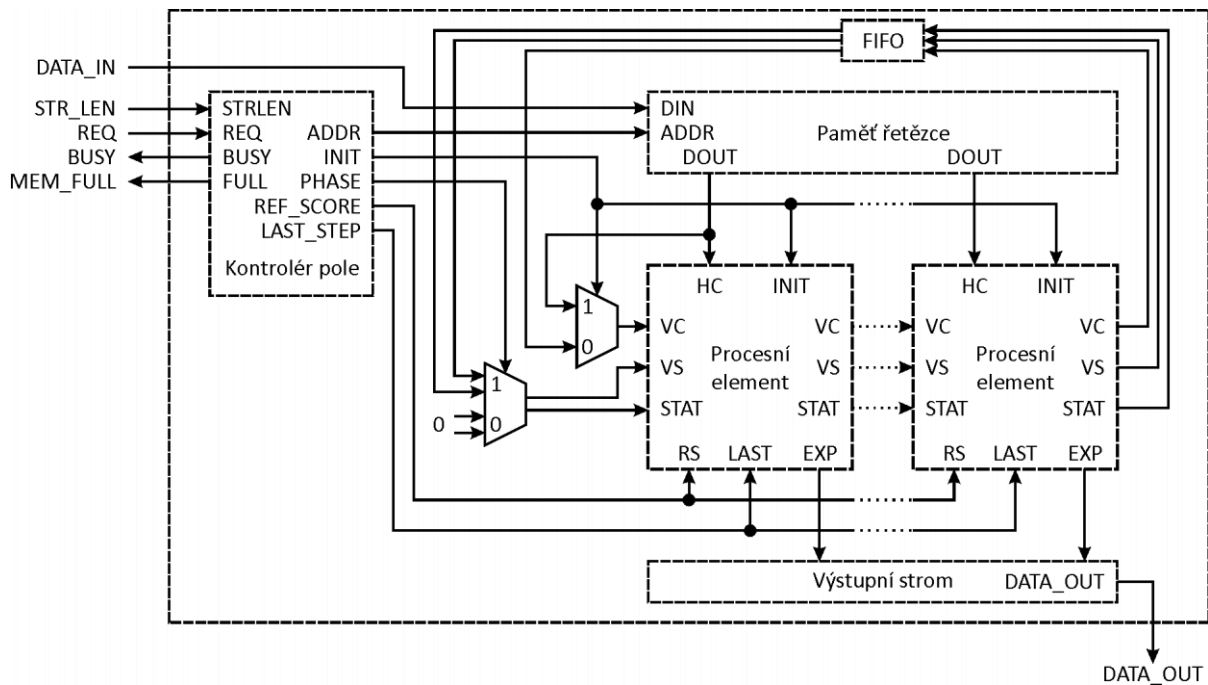 FIFO
DATA_IN
STR_LEN
REQ
BUSY
MEM_FULL
STRLEN
REQ ADDR
BUSY INIT
FULL PHASE
REF_SCORE
LAST_STEP
Kontrolér pole
DIN
ADDR
Paměť řetězce
DOUT DOUT
1
0
1
0
0
HC INIT
VC VC
Procesní
element
VS VS
STAT STAT
RS LAST EXP
HC INIT
VC VC
Procesní
element
VS VS
STAT STAT
RS LAST EXP
Výstupní strom
DATA_OUT
DATA_OUT